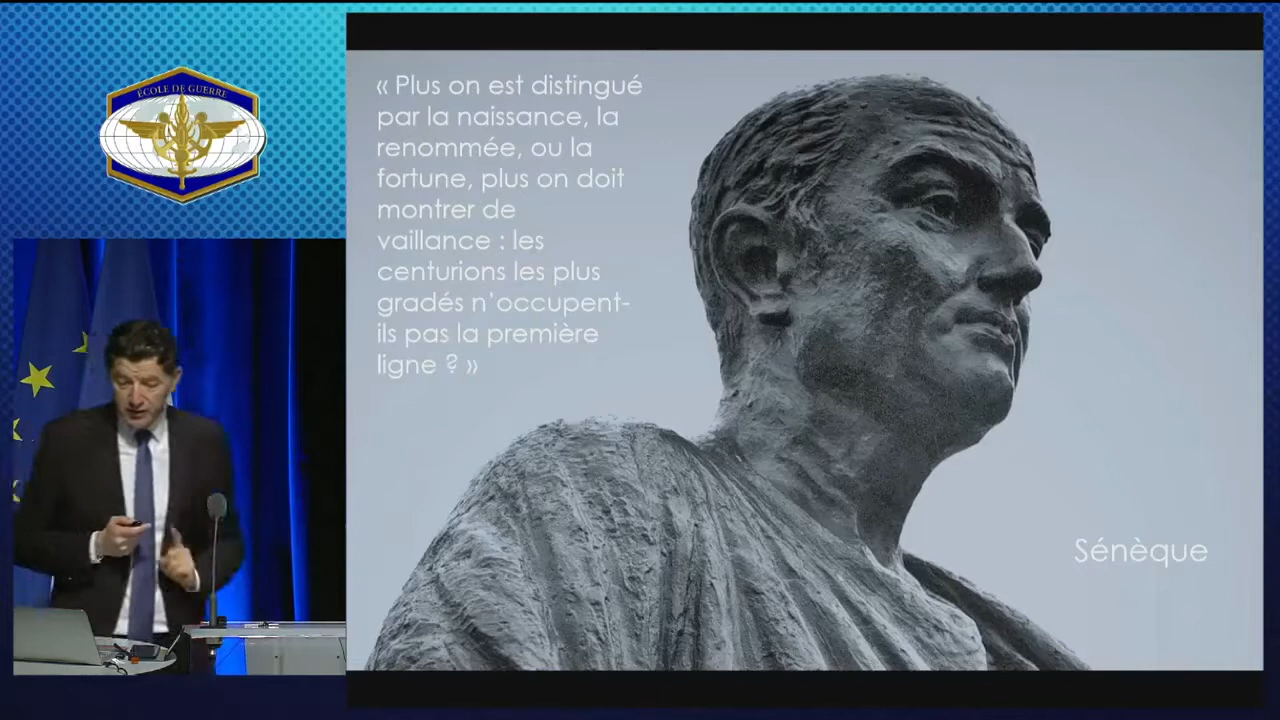 ÉCOLE DE GUERRE
« Plus on est distingué
par la naissance, la
renommée, ou la
fortune, plus on doit
montrer de
vaillance : les
centurions les plus
gradés n’occupent-
ils pas la première
ligne ? »
Sénèque